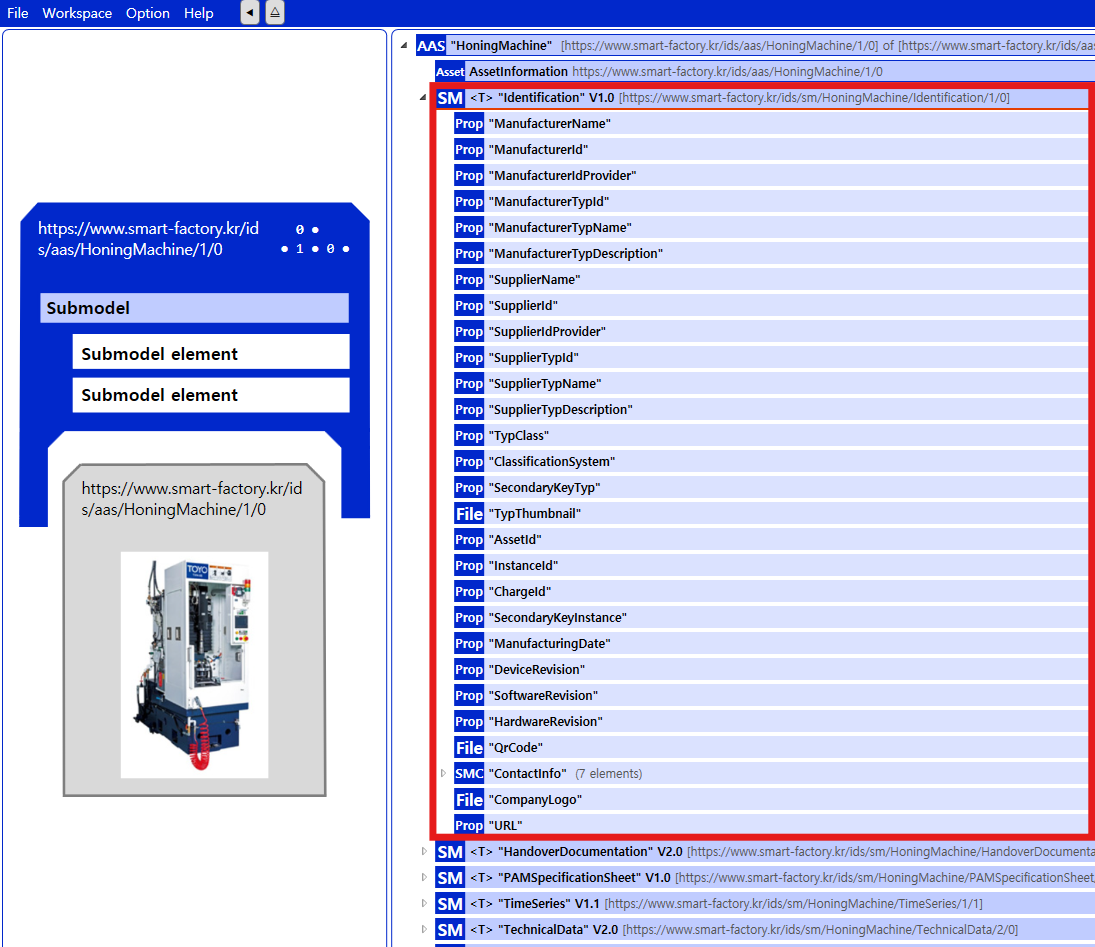 File Workspace Option Help
https://www.smart-factory.kr/id
s/aas/HoningMachine/1/0
0
1 0
Submodel
Submodel element
Submodel element
https://www.smart-factory.kr/id
s/aas/HoningMachine/1/0
TOYO
AAS "HoningMachine" [https://www.smart-factory.kr/ids/aas/HoningMachine/1/0] of [https://www.smart-factory.kr/ids/aas
Asset AssetInformation https://www.smart-factory.kr/ids/aas/HoningMachine/1/0
SM <T> "Identification" V1.0 [https://www.smart-factory.kr/ids/sm/HoningMachine/Identification/1/0]
Prop "ManufacturerName"
Prop "ManufacturerId"
Prop "ManufacturerIdProvider"
Prop "ManufacturerTypId"
Prop "ManufacturerTypName"
Prop "ManufacturerTypDescription"
Prop "SupplierName"
Prop "SupplierId"
Prop "SupplierIdProvider"
Prop "SupplierTypId"
Prop "SupplierTypName"
Prop "SupplierTypDescription"
Prop "TypClass"
Prop "ClassificationSystem"
Prop "SecondaryKeyTyp"
File "TypThumbnail"
Prop "AssetId"
Prop "InstanceId"
Prop "ChargeId"
Prop "SecondaryKeyInstance"
Prop "ManufacturingDate"
Prop "DeviceRevision"
Prop "SoftwareRevision"
Prop "HardwareRevision"
File "QrCode"
SMC "ContactInfo" (7 elements)
File "CompanyLogo"
Prop "URL"
SM <T> "HandoverDocumentation" V2.0 [https://www.smart-factory.kr/ids/sm/HoningMachine/HandoverDocumenta
SM <T> "PAMSpecificationSheet" V1.0 [https://www.smart-factory.kr/ids/sm/HoningMachine/PAMSpecificationSheet/
SM <T> "TimeSeries" V1.1 [https://www.smart-factory.kr/ids/sm/HoningMachine/TimeSeries/1/1]
SM <T> "TechnicalData" V2.0 [https://www.smart-factory.kr/ids/sm/HoningMachine/TechnicalData/2/0]